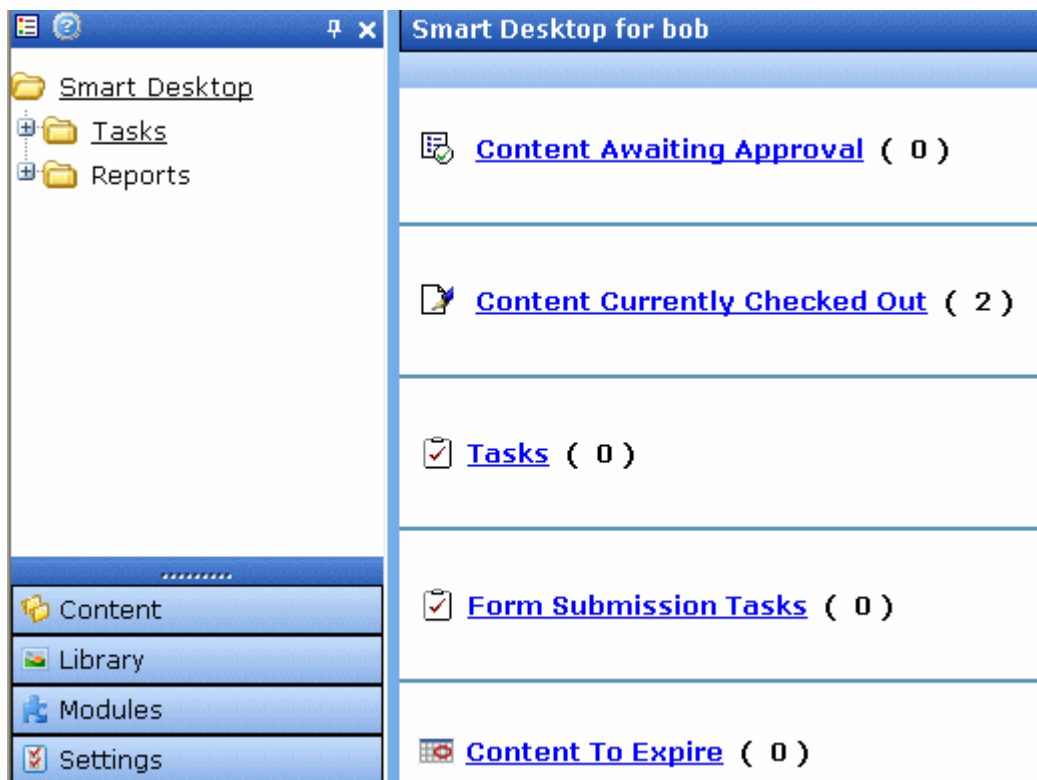 Smart Desktop
Tasks
Reports
Content
Library
Modules
Settings
Smart Desktop for bob
Content Awaiting Approval ( 0 )
Content Currently Checked Out ( 2 )
Tasks ( 0 )
Form Submission Tasks ( 0 )
Content To Expire ( 0 )